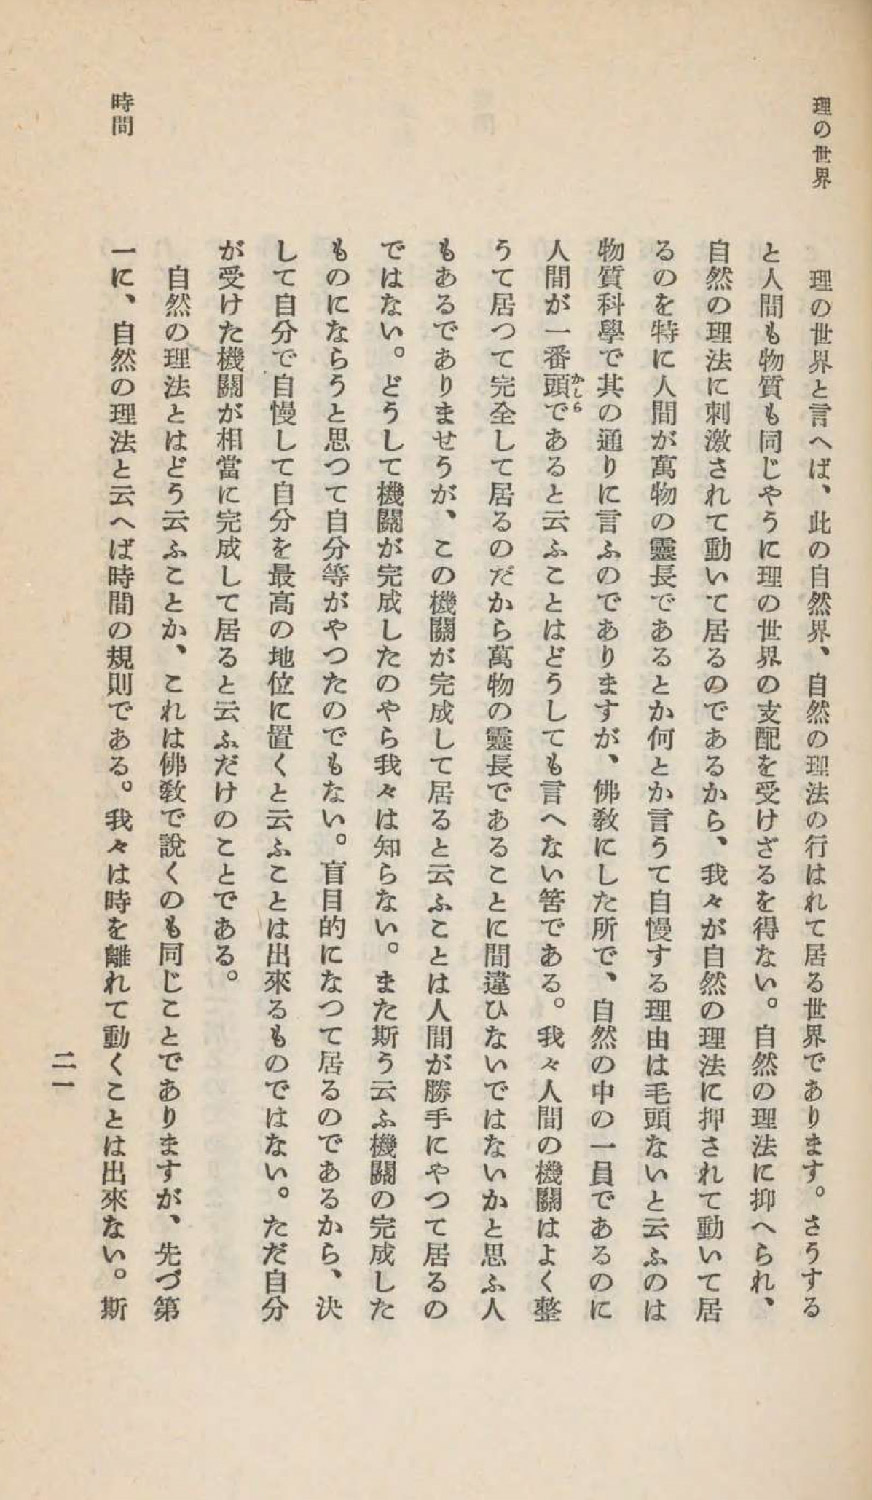 理の世界
理の世界と言へば、此の自然界、自然の理法の行はれて居る世界であります。さうする
と人間も物質も同じやうに理の世界の支配を受けざるを得ない。自然の理法に抑へられ、
自然の理法に刺激されて動いて居るのであるから、我々が自然の理法に押されて動いて居
るのを特に人間が萬物の靈長であるとか何とか言うて自慢する理由は毛頭ないと云ふのは
物質科學で其の通りに言ふのでありますが、佛教にした所で、自然の中の一員であるのに
人間が一番頭かしらであると云ふことはどうしても言へない筈である。我々人間の機關はよく整
うて居つて完全して居るのだから萬物の靈長であることに間違ひないではないかと思ふ人
もあるでありませうが、この機關が完成して居ると云ふことは人間が勝手にやつて居るの
ではない。どうして機關が完成したのやら我々は知らない。また斯う云ふ機關の完成した
ものにならうと思つて自分等がやつたのでもない。盲目的になつて居るのであるから、決
して自分で自慢して自分を最高の地位に置くと云ふことは出來るものではない。ただ自分
が受けた機關が相當に完成して居ると云ふだけのことである。
自然の理法とはどう云ふことか、これは佛教で說くのも同じことでありますが、先づ第
時間
一に、自然の理法と云へば時間の規則である。我々は時を離れて動くことは出來ない。斯
二一